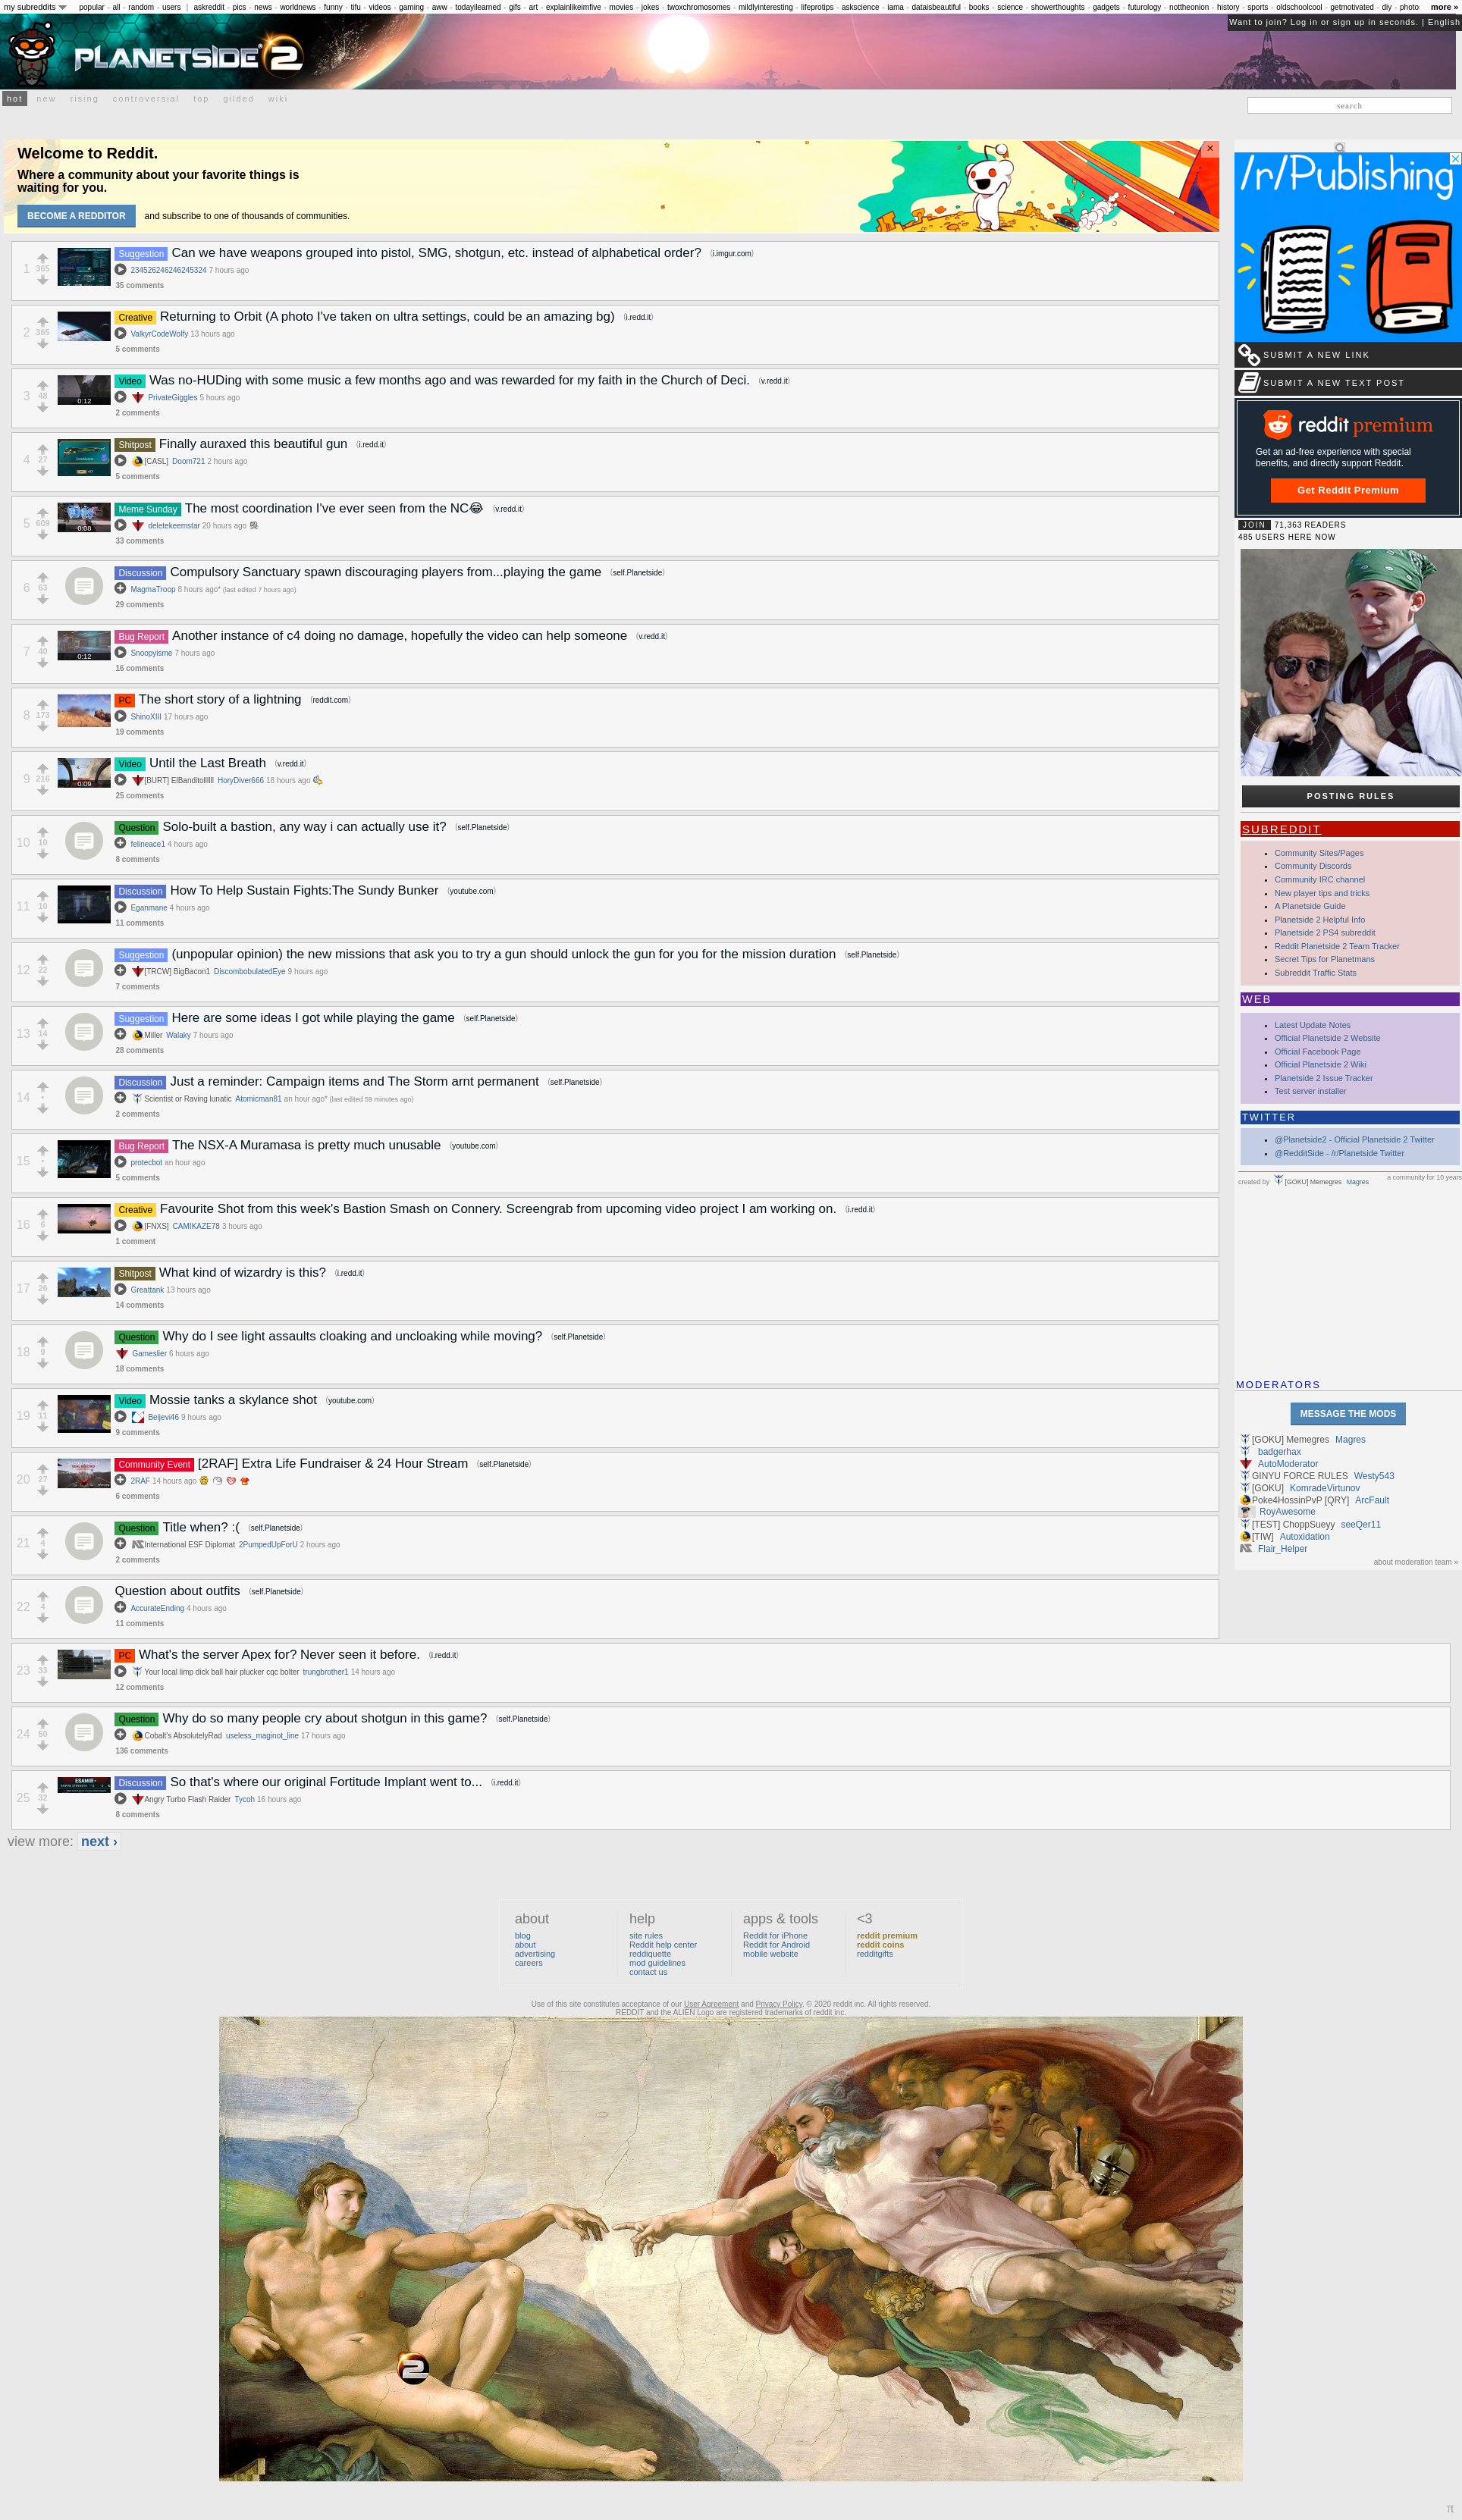 my subreddits popular - all - random - users | askreddit - pics - news - worldnews - funny - tifu - videos - gaming - aww - todayilearned - gifs - art - explainlikeimfive - movies - jokes - twoxchromosomes - mildlyinteresting - lifeprotips - askscience - iama - dataisbeautiful - books - science - showerthoughts - gadgets - futurology - nottheonion - history - sports - oldschoolcool - getmotivated - diy - photo more »
Want to join? Log in or sign up in seconds. | English
PLANETSIDE 2
hot new rising controversial top gilded wiki
search
Welcome to Reddit.
Where a community about your favorite things is
waiting for you.
BECOME A REDDITOR and subscribe to one of thousands of communities.
1 365 Suggestion Can we have weapons grouped into pistol, SMG, shotgun, etc. instead of alphabetical order? (i.imgur.com)
234526246246245324 7 hours ago
35 comments
2 365 Creative Returning to Orbit (A photo I've taken on ultra settings, could be an amazing bg) (i.redd.it)
ValkyrCodeWolfy 13 hours ago
5 comments
3 48 0:12 Video Was no-HUDing with some music a few months ago and was rewarded for my faith in the Church of Deci. (v.redd.it)
PrivateGiggles 5 hours ago
2 comments
4 27 Shitpost Finally auraxed this beautiful gun (i.redd.it)
[CASL] Doom721 2 hours ago
5 comments
5 609 0:08 Meme Sunday The most coordination I've ever seen from the NC😂 (v.redd.it)
deletekeemstar 20 hours ago
33 comments
6 63 Discussion Compulsory Sanctuary spawn discouraging players from...playing the game (self.Planetside)
MagmaTroop 8 hours ago* (last edited 7 hours ago)
29 comments
7 40 0:12 Bug Report Another instance of c4 doing no damage, hopefully the video can help someone (v.redd.it)
Snoopyisme 7 hours ago
16 comments
8 173 PC The short story of a lightning (reddit.com)
ShinoXIII 17 hours ago
19 comments
9 216 0:09 Video Until the Last Breath (v.redd.it)
[BURT] ElBanditollllll HoryDiver666 18 hours ago
25 comments
10 10 Question Solo-built a bastion, any way i can actually use it? (self.Planetside)
felineace1 4 hours ago
8 comments
11 10 Discussion How To Help Sustain Fights:The Sundy Bunker (youtube.com)
Eganmane 4 hours ago
11 comments
12 22 Suggestion (unpopular opinion) the new missions that ask you to try a gun should unlock the gun for you for the mission duration (self.Planetside)
[TRCW] BigBacon1 DiscombobulatedEye 9 hours ago
7 comments
13 14 Suggestion Here are some ideas I got while playing the game (self.Planetside)
Miller Walaky 7 hours ago
28 comments
14 • Discussion Just a reminder: Campaign items and The Storm arnt permanent (self.Planetside)
Scientist or Raving lunatic Atomicman81 an hour ago* (last edited 59 minutes ago)
2 comments
15 • Bug Report The NSX-A Muramasa is pretty much unusable (youtube.com)
protecbot an hour ago
5 comments
16 6 Creative Favourite Shot from this week's Bastion Smash on Connery. Screengrab from upcoming video project I am working on. (i.redd.it)
[FNXS] CAMIKAZE78 3 hours ago
1 comment
17 26 Shitpost What kind of wizardry is this? (i.redd.it)
Greattank 13 hours ago
14 comments
18 9 Question Why do I see light assaults cloaking and uncloaking while moving? (self.Planetside)
Gameslier 6 hours ago
18 comments
19 11 Video Mossie tanks a skylance shot (youtube.com)
Beijevi46 9 hours ago
9 comments
20 27 Community Event [2RAF] Extra Life Fundraiser & 24 Hour Stream (self.Planetside)
2RAF 14 hours ago
6 comments
21 4 Question Title when? :( (self.Planetside)
International ESF Diplomat 2PumpedUpForU 2 hours ago
2 comments
22 4 Question about outfits (self.Planetside)
AccurateEnding 4 hours ago
11 comments
23 33 PC What's the server Apex for? Never seen it before. (i.redd.it)
Your local limp dick ball hair plucker cqc bolter trungbrother1 14 hours ago
12 comments
24 50 Question Why do so many people cry about shotgun in this game? (self.Planetside)
Cobalt's AbsolutelyRad useless_maginot_line 17 hours ago
136 comments
25 32 ESAMIR Discussion So that's where our original Fortitude Implant went to... (i.redd.it)
Angry Turbo Flash Raider Tycoh 16 hours ago
8 comments
view more: next ›
/r/Publishing
SUBMIT A NEW LINK
SUBMIT A NEW TEXT POST
reddit premium
Get an ad-free experience with special
benefits, and directly support Reddit.
Get Reddit Premium
JOIN 71,363 READERS
485 USERS HERE NOW
POSTING RULES
SUBREDDIT
Community Sites/Pages
Community Discords
Community IRC channel
New player tips and tricks
A Planetside Guide
Planetside 2 Helpful Info
Planetside 2 PS4 subreddit
Reddit Planetside 2 Team Tracker
Secret Tips for Planetmans
Subreddit Traffic Stats
WEB
Latest Update Notes
Official Planetside 2 Website
Official Facebook Page
Official Planetside 2 Wiki
Planetside 2 Issue Tracker
Test server installer
TWITTER
@Planetside2 - Official Planetside 2 Twitter
@RedditSide - /r/Planetside Twitter
created by [GOKU] Memegres Magres a community for 10 years
MODERATORS
MESSAGE THE MODS
[GOKU] Memegres Magres
badgerhax
AutoModerator
GINYU FORCE RULES Westy543
[GOKU] KomradeVirtunov
Poke4HossinPvP [QRY] ArcFault
RoyAwesome
[TEST] ChoppSueyy seeQer11
[TIW] Autoxidation
Flair_Helper
about moderation team »
about
blog
about
advertising
careers
help
site rules
Reddit help center
reddiquette
mod guidelines
contact us
apps & tools
Reddit for iPhone
Reddit for Android
mobile website
<3
reddit premium
reddit coins
redditgifts
Use of this site constitutes acceptance of our User Agreement and Privacy Policy. © 2020 reddit inc. All rights reserved.
REDDIT and the ALIEN Logo are registered trademarks of reddit inc.
2
π